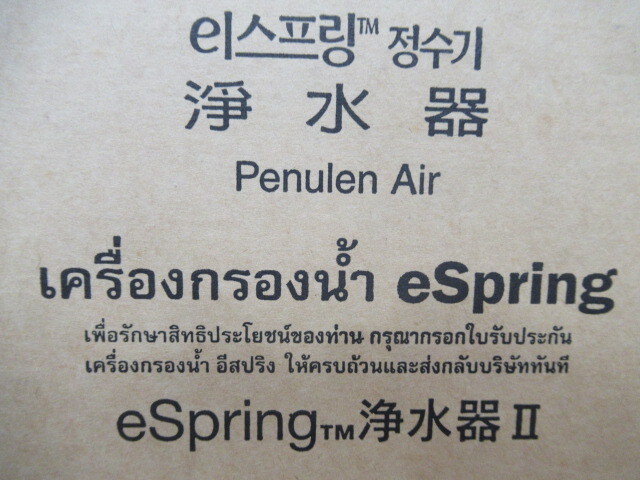 이스프링™ 정수기
淨水器
Penulen Air
เครื่องกรองน้ำ eSpring
เพื่อรักษาสิทธิประโยชน์ของท่าน กรุณากรอกใบรับประกัน
เครื่องกรองน้ำ อีสปริง ให้ครบถ้วนและส่งกลับบริษัททันที
eSpring™浄水器 II